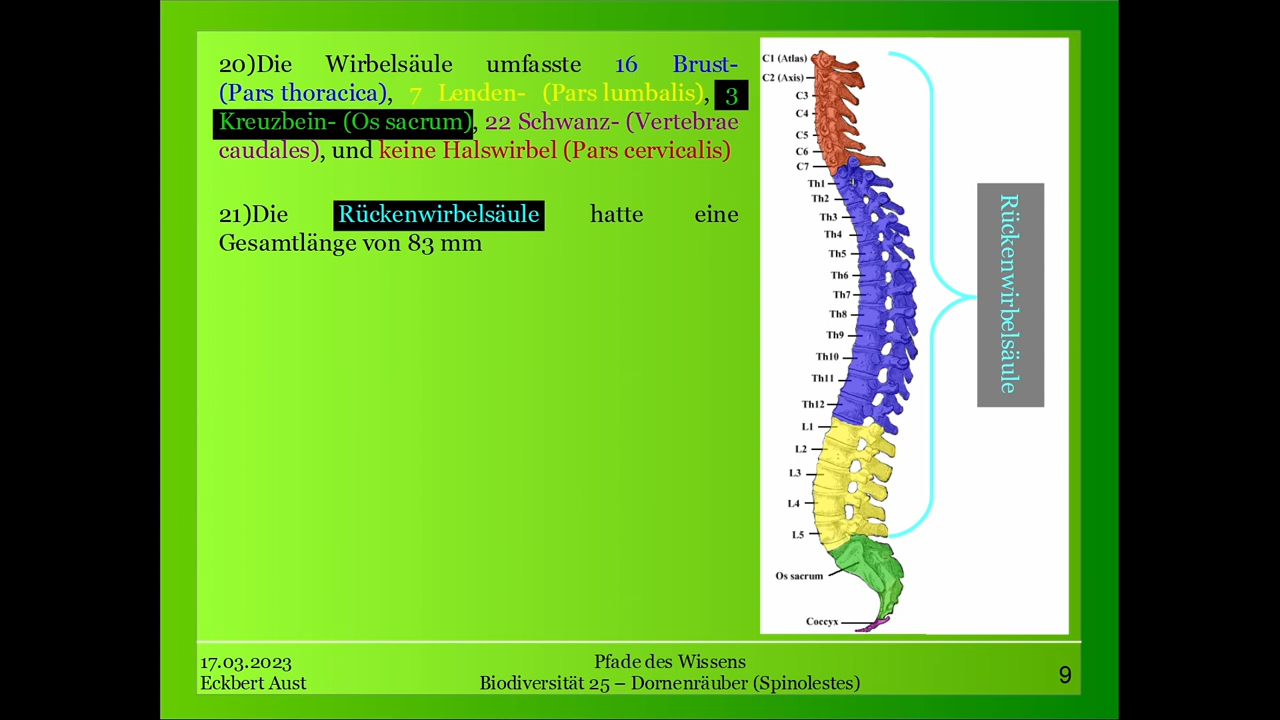 20)Die Wirbelsäule umfasste 16 Brust-
(Pars thoracica), 7 Lenden- (Pars lumbalis), 3
Kreuzbein- (Os sacrum), 22 Schwanz- (Vertebrae
caudales), und keine Halswirbel (Pars cervicalis)
21)Die Rückenwirbelsäule hatte eine
Gesamtlänge von 83 mm
C1 (Atlas)
C2 (Axis)
C3
C4
C5
C6
C7
Th1
Th2
Th3
Th4
Th5
Th6
Th7
Th8
Th9
Th10
Th11
Th12
L1
L2
L3
L4
L5
Os sacrum
Coccyx
Rückenwirbelsäule
17.03.2023
Eckbert Aust
Pfade des Wissens
Biodiversität 25 – Dornenräuber (Spinolestes)
9